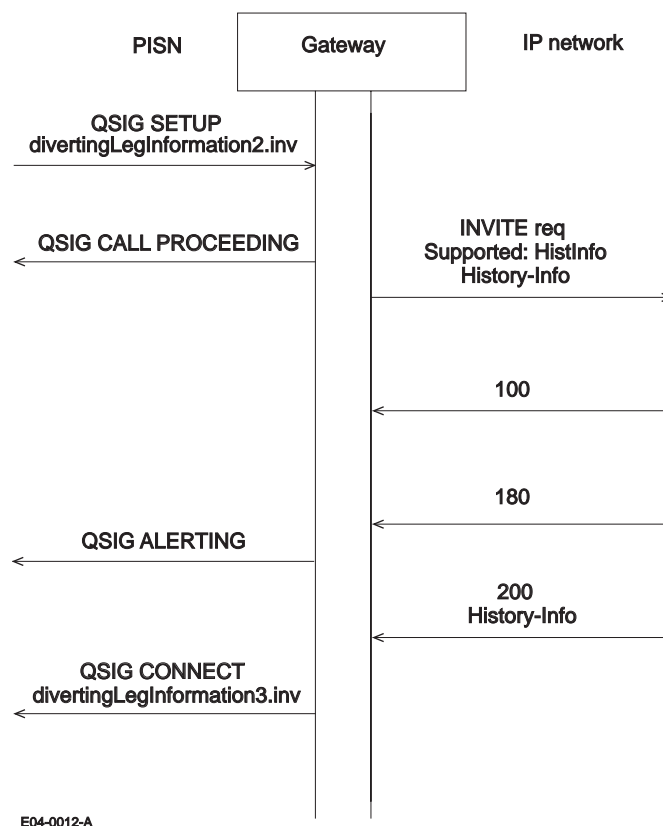 PISN
Gateway
IP network
QSIG SETUP
divertingLegInformation2.inv
QSIG CALL PROCEEDING
INVITE req
Supported: HistInfo
History-Info
100
180
QSIG ALERTING
200
History-Info
QSIG CONNECT
divertingLegInformation3.inv
E04-0012-A